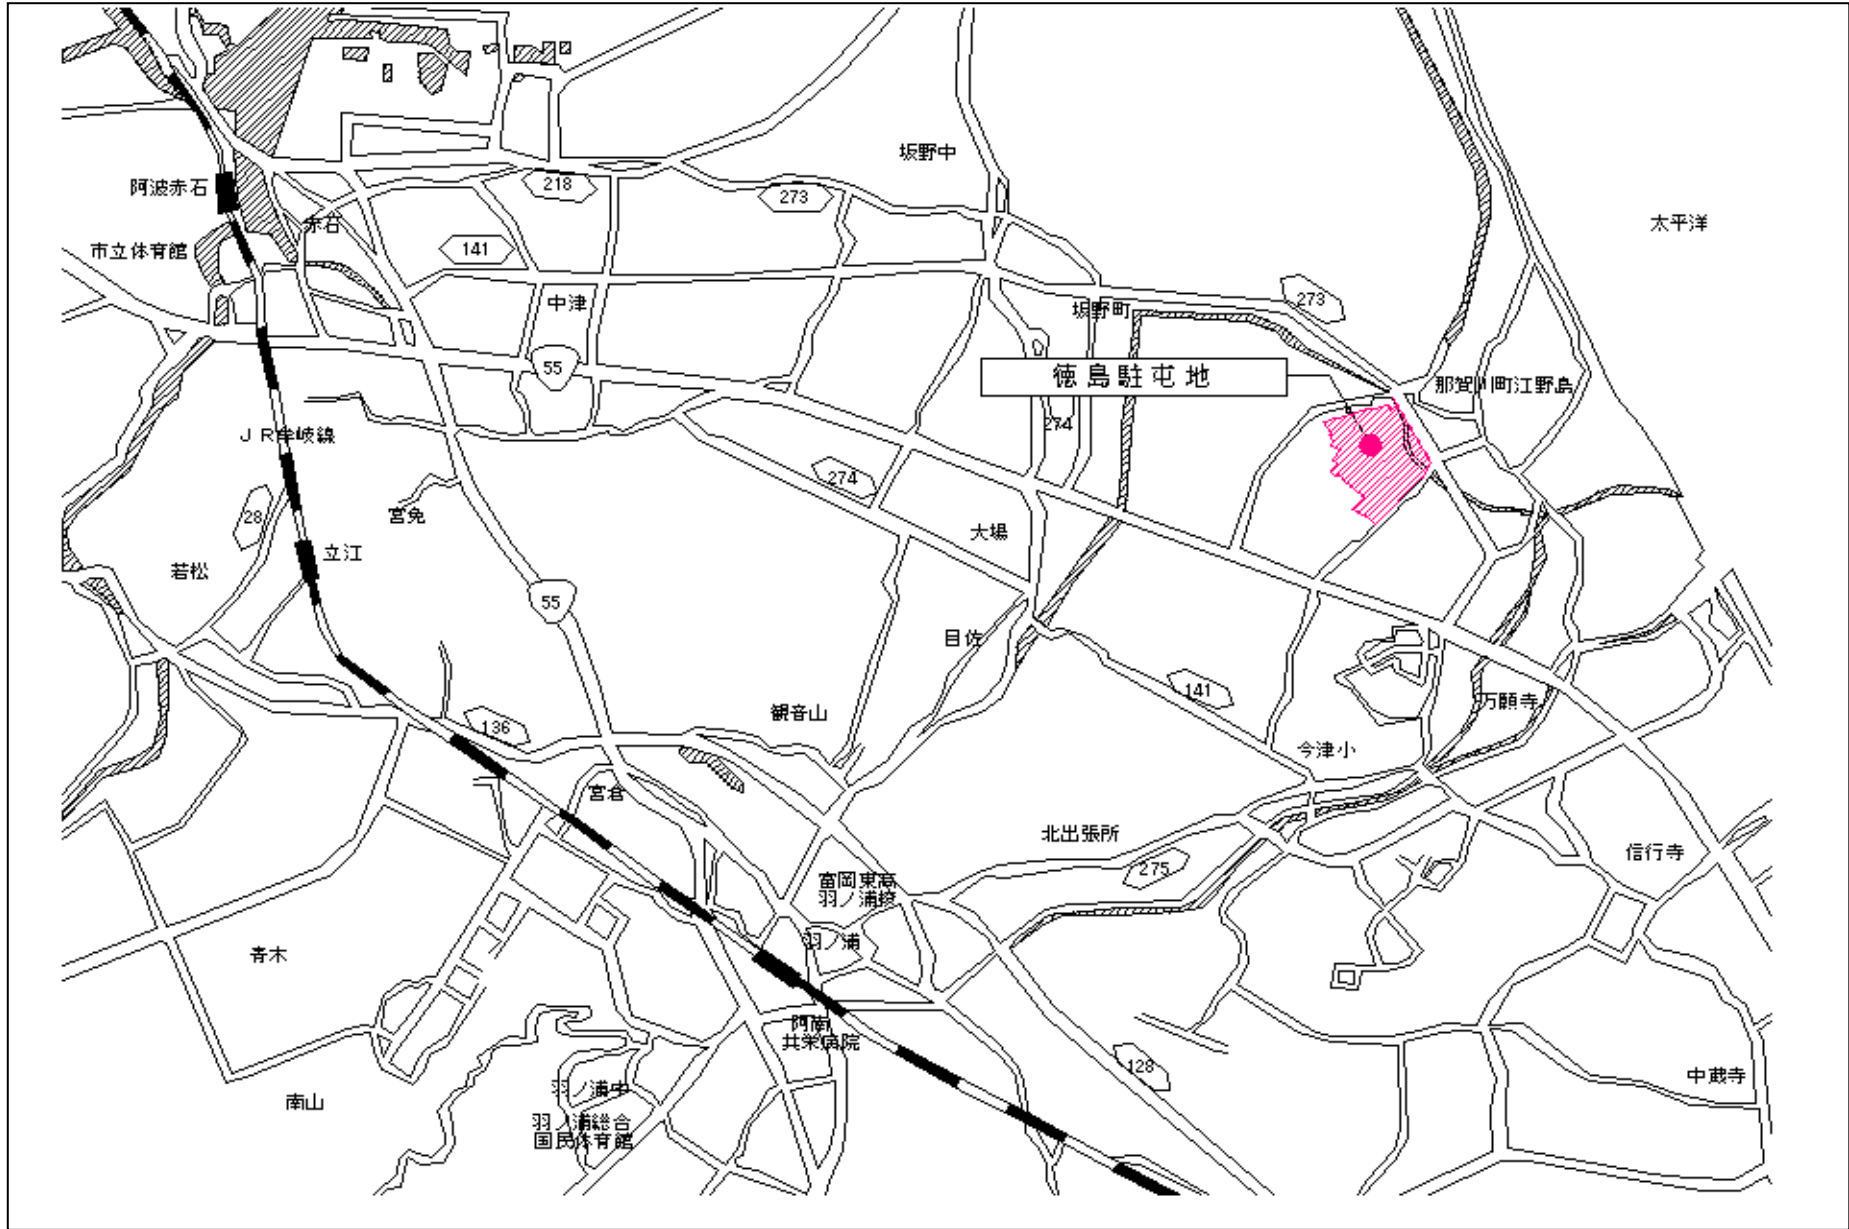 坂野中
218
阿波赤石
273
赤石
太平洋
141
市立体育館
中津
273
坂野町
55
徳島駐屯地
那賀川町江野島
274
ＪＲ牟岐線
274
28
宮免
大場
立江
若松
55
目佐
141
万願寺
観音山
136
今津小
宮倉
北出張所
信行寺
275
富岡東高
羽ノ浦校
羽ノ浦
青木
阿南
共栄病院
128
中蔵寺
羽ノ浦中
南山
羽ノ浦総合
国民体育館